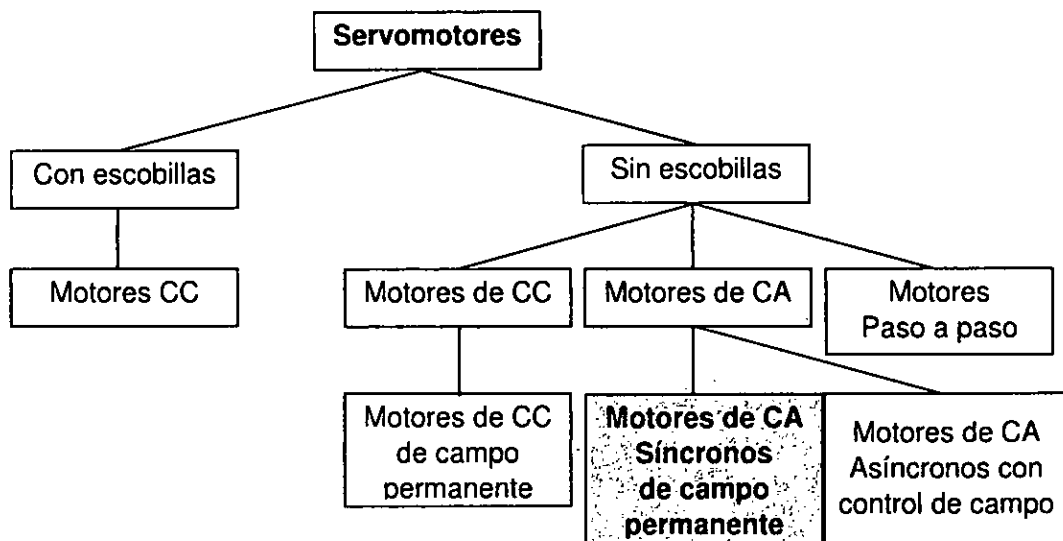 Servomotores
Con escobillas
Sin escobillas
Motores CC
Motores de CC
Motores de CA
Motores
Paso a paso
Motores de CC
de campo
permanente
Motores de CA
Síncronos
de campo
permanente
Motores de CA
Asíncronos con
control de campo